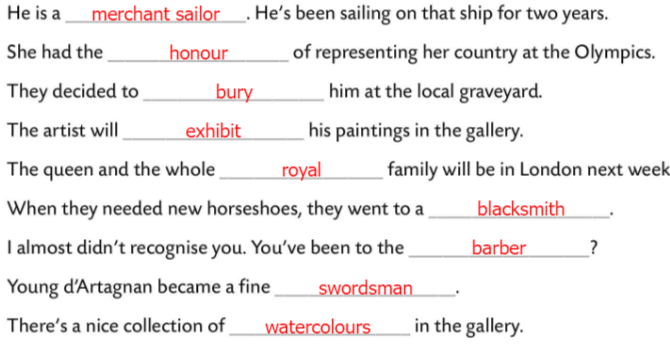 He is a merchant sailor. He's been sailing on that ship for two years.
She had the honour of representing her country at the Olympics.
They decided to bury him at the local graveyard.
The artist will exhibit his paintings in the gallery.
The queen and the whole royal family will be in London next week
When they needed new horseshoes, they went to a blacksmith.
I almost didn't recognise you. You've been to the barber?
Young d'Artagnan became a fine swordsman.
There's a nice collection of watercolours in the gallery.